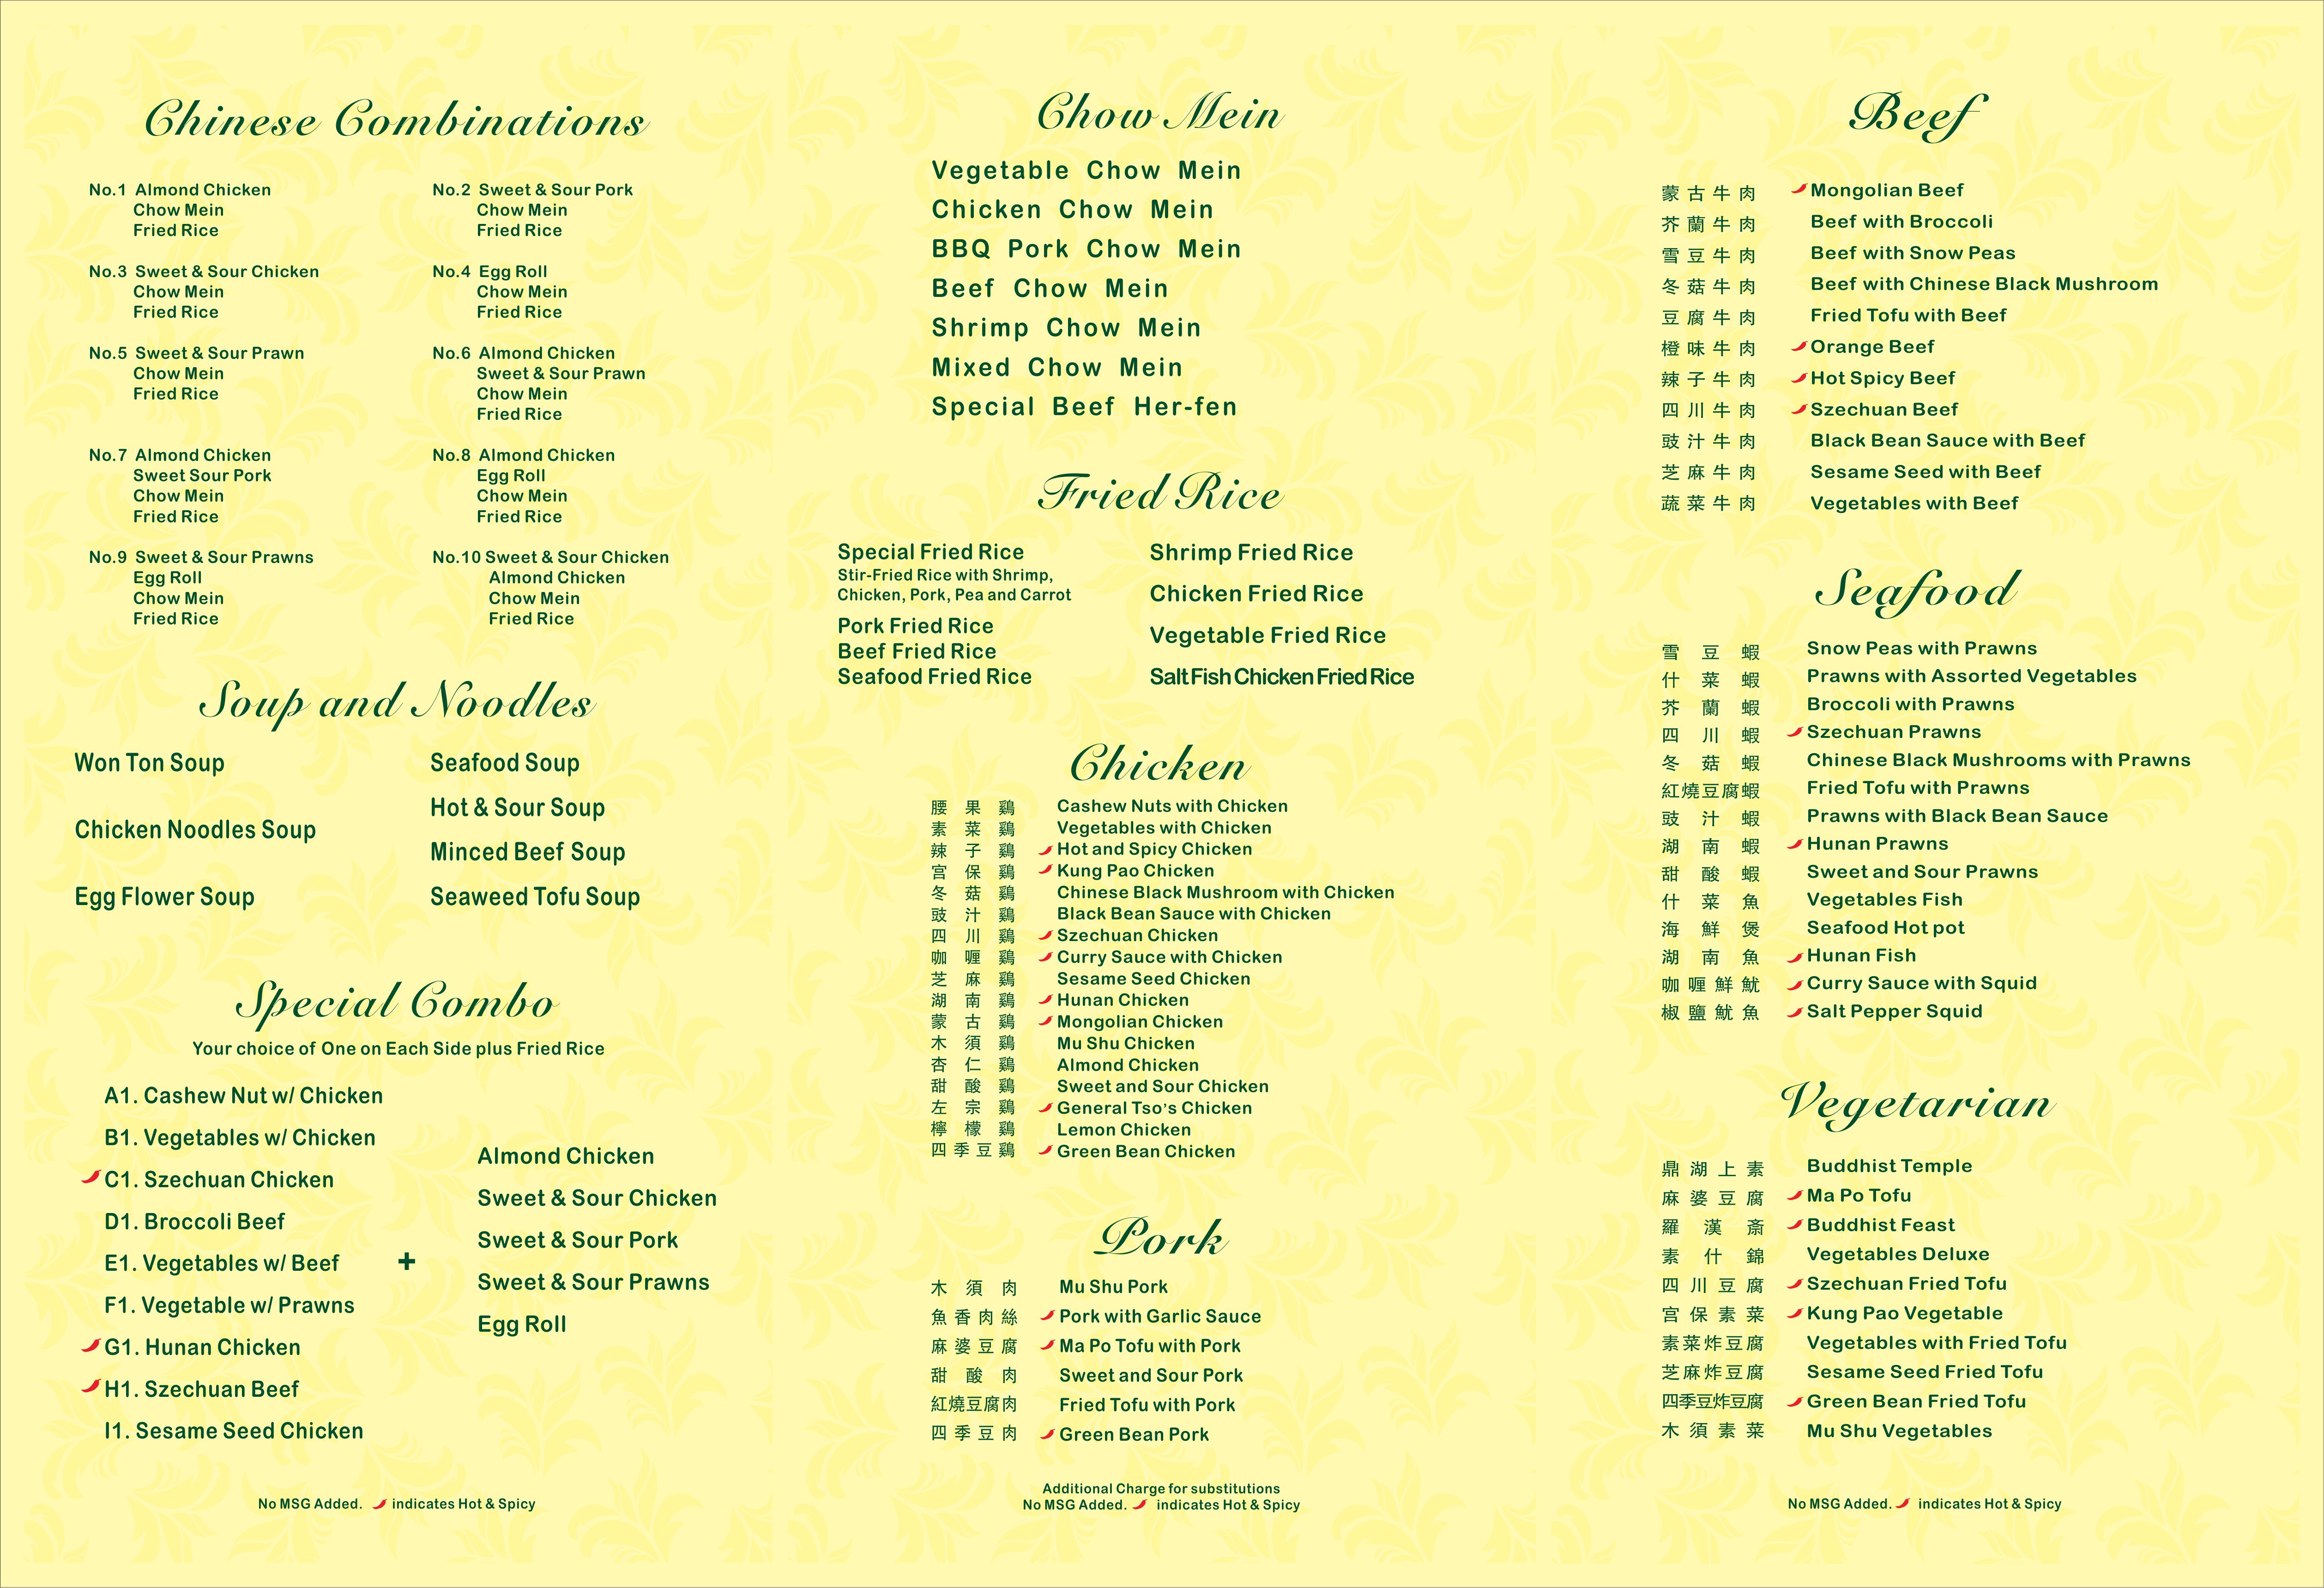 Chinese Combinations
No.1 Almond Chicken
Chow Mein
Fried Rice
No.2 Sweet & Sour Pork
Chow Mein
Fried Rice
No.3 Sweet & Sour Chicken
Chow Mein
Fried Rice
No.4 Egg Roll
Chow Mein
Fried Rice
No.5 Sweet & Sour Prawn
Chow Mein
Fried Rice
No.6 Almond Chicken
Sweet & Sour Prawn
Chow Mein
Fried Rice
No.7 Almond Chicken
Sweet Sour Pork
Chow Mein
Fried Rice
No.8 Almond Chicken
Egg Roll
Chow Mein
Fried Rice
No.9 Sweet & Sour Prawns
Egg Roll
Chow Mein
Fried Rice
No.10 Sweet & Sour Chicken
Almond Chicken
Chow Mein
Fried Rice
Soup and Noodles
Won Ton Soup
Chicken Noodles Soup
Egg Flower Soup
Seafood Soup
Hot & Sour Soup
Minced Beef Soup
Seaweed Tofu Soup
Special Combo
Your choice of One on Each Side plus Fried Rice
A1. Cashew Nut w/ Chicken
B1. Vegetables w/ Chicken
C1. Szechuan Chicken
D1. Broccoli Beef
E1. Vegetables w/ Beef
F1. Vegetable w/ Prawns
G1. Hunan Chicken
H1. Szechuan Beef
I1. Sesame Seed Chicken
+
Almond Chicken
Sweet & Sour Chicken
Sweet & Sour Pork
Sweet & Sour Prawns
Egg Roll
No MSG Added. indicates Hot & Spicy
Chow Mein
Vegetable Chow Mein
Chicken Chow Mein
BBQ Pork Chow Mein
Beef Chow Mein
Shrimp Chow Mein
Mixed Chow Mein
Special Beef Her-fen
Fried Rice
Special Fried Rice
Stir-Fried Rice with Shrimp,
Chicken, Pork, Pea and Carrot
Pork Fried Rice
Beef Fried Rice
Seafood Fried Rice
Shrimp Fried Rice
Chicken Fried Rice
Vegetable Fried Rice
Salt Fish Chicken Fried Rice
Chicken
腰果鷄 Cashew Nuts with Chicken
素菜鷄 Vegetables with Chicken
辣子鷄 Hot and Spicy Chicken
宫保鷄 Kung Pao Chicken
冬菇鷄 Chinese Black Mushroom with Chicken
豉汁鷄 Black Bean Sauce with Chicken
四川鷄 Szechuan Chicken
咖喱鷄 Curry Sauce with Chicken
芝麻鷄 Sesame Seed Chicken
湖南鷄 Hunan Chicken
蒙古鷄 Mongolian Chicken
木須鷄 Mu Shu Chicken
杏仁鷄 Almond Chicken
甜酸鷄 Sweet and Sour Chicken
左宗鷄 General Tso's Chicken
檸檬鷄 Lemon Chicken
四季豆鷄 Green Bean Chicken
Pork
木須肉 Mu Shu Pork
魚香肉絲 Pork with Garlic Sauce
麻婆豆腐 Ma Po Tofu with Pork
甜酸肉 Sweet and Sour Pork
紅燒豆腐肉 Fried Tofu with Pork
四季豆肉 Green Bean Pork
Additional Charge for substitutions
No MSG Added. indicates Hot & Spicy
Beef
蒙古牛肉 Mongolian Beef
芥蘭牛肉 Beef with Broccoli
雪豆牛肉 Beef with Snow Peas
冬菇牛肉 Beef with Chinese Black Mushroom
豆腐牛肉 Fried Tofu with Beef
橙味牛肉 Orange Beef
辣子牛肉 Hot Spicy Beef
四川牛肉 Szechuan Beef
豉汁牛肉 Black Bean Sauce with Beef
芝麻牛肉 Sesame Seed with Beef
蔬菜牛肉 Vegetables with Beef
Seafood
雪豆蝦 Snow Peas with Prawns
什菜蝦 Prawns with Assorted Vegetables
芥蘭蝦 Broccoli with Prawns
四川蝦 Szechuan Prawns
冬菇蝦 Chinese Black Mushrooms with Prawns
紅燒豆腐蝦 Fried Tofu with Prawns
豉汁蝦 Prawns with Black Bean Sauce
湖南蝦 Hunan Prawns
甜酸蝦 Sweet and Sour Prawns
什菜魚 Vegetables Fish
海鮮煲 Seafood Hot pot
湖南魚 Hunan Fish
咖喱鮮魷 Curry Sauce with Squid
椒鹽魷魚 Salt Pepper Squid
Vegetarian
鼎湖上素 Buddhist Temple
麻婆豆腐 Ma Po Tofu
羅漢斎 Buddhist Feast
素什錦 Vegetables Deluxe
四川豆腐 Szechuan Fried Tofu
宫保素菜 Kung Pao Vegetable
素菜炸豆腐 Vegetables with Fried Tofu
芝麻炸豆腐 Sesame Seed Fried Tofu
四季豆炸豆腐 Green Bean Fried Tofu
木須素菜 Mu Shu Vegetables
No MSG Added. indicates Hot & Spicy